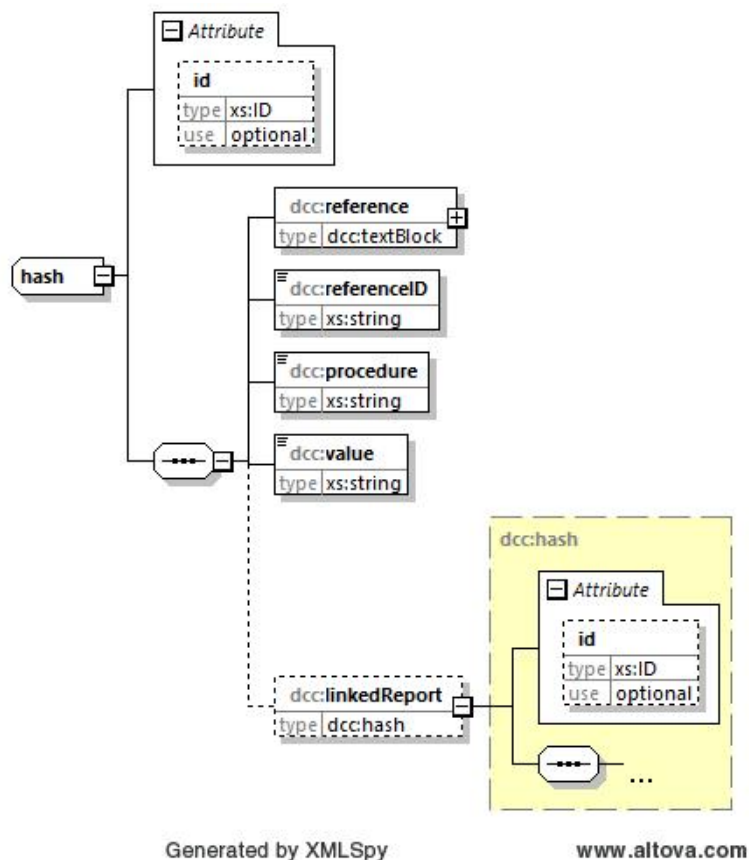 Attribute
id
type xs:ID
use optional
dcc:reference
type dcc:textBlock
hash
dcc:referenceID
type xs:string
dcc:procedure
type xs:string
dcc:value
type xs:string
dcc:hash
Attribute
id
type xs:ID
use optional
dcc:linkedReport
type dcc:hash
...
Generated by XMLSpy www.altova.com